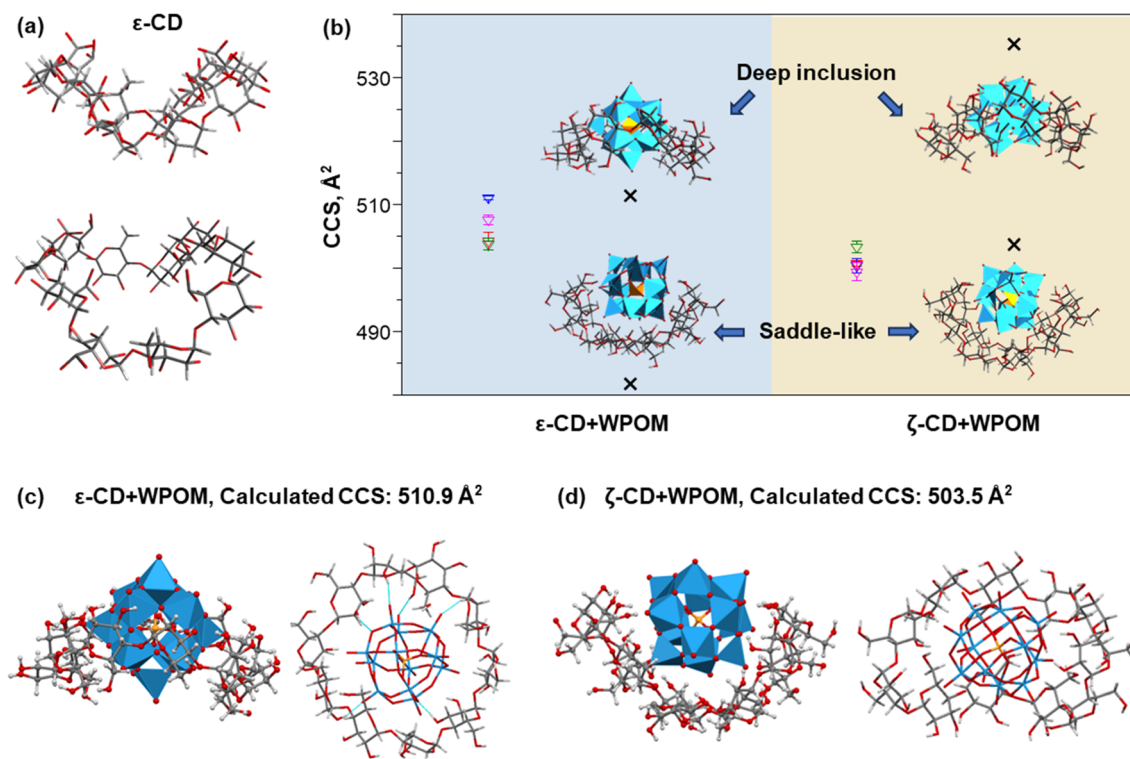 (a)
ε-CD
(b)
530
510
490
CCS, Å²
Deep inclusion
Saddle-like
ε-CD+WPOM
ζ-CD+WPOM
(c) ε-CD+WPOM, Calculated CCS: 510.9 Å²
(d) ζ-CD+WPOM, Calculated CCS: 503.5 Å²